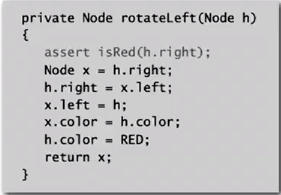 private Node rotateLeft(Node h)
{
assert isRed(h.right);
Node x = h.right;
h.right = x.left;
x.left = h;
x.color = h.color;
h.color = RED;
return x;
}